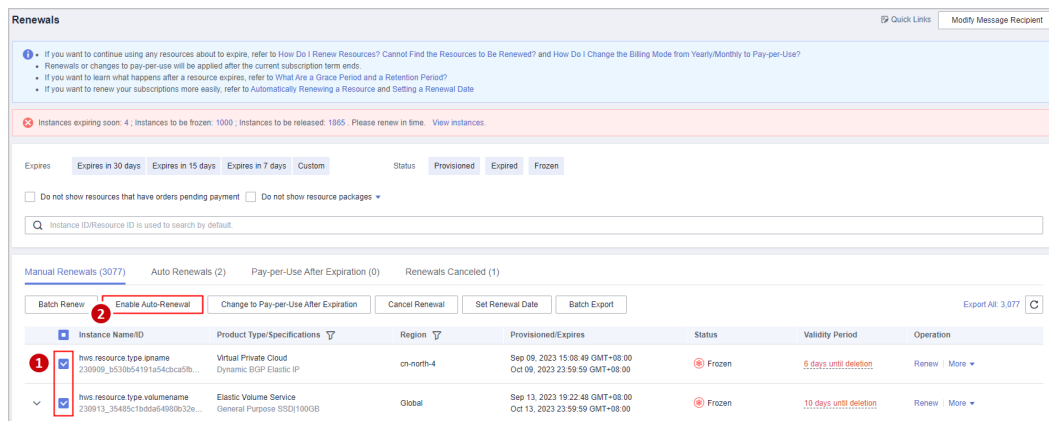 Renewals
Quick Links
Modify Message Recipient
• If you want to continue using any resources about to expire, refer to How Do I Renew Resources? Cannot Find the Resources to Be Renewed? and How Do I Change the Billing Mode from Yearly/Monthly to Pay-per-Use?
• Renewals or changes to pay-per-use will be applied after the current subscription term ends.
• If you want to learn what happens after a resource expires, refer to What Are a Grace Period and a Retention Period?
• If you want to renew your subscriptions more easily, refer to Automatically Renewing a Resource and Setting a Renewal Date
Instances expiring soon: 4 ; Instances to be frozen: 1000 ; Instances to be released: 1865 . Please renew in time. View instances.
Expires Expires in 30 days Expires in 15 days Expires in 7 days Custom Status Provisioned Expired Frozen
Do not show resources that have orders pending payment Do not show resource packages
Instance ID/Resource ID is used to search by default.
Manual Renewals (3077) Auto Renewals (2) Pay-per-Use After Expiration (0) Renewals Canceled (1)
Batch Renew Enable Auto-Renewal Change to Pay-per-Use After Expiration Cancel Renewal Set Renewal Date Batch Export Export All: 3,077
2
Instance Name/ID Product Type/Specifications Region Provisioned/Expires Status Validity Period Operation
1
hws.resource.type.ipname Virtual Private Cloud cn-north-4 Sep 09, 2023 15:08:49 GMT+08:00 Frozen 6 days until deletion Renew More
230909_b530b54191a54cbca5fb... Dynamic BGP Elastic IP Oct 09, 2023 23:59:59 GMT+08:00
hws.resource.type.volumename Elastic Volume Service Global Sep 13, 2023 19:22:48 GMT+08:00 Frozen 10 days until deletion Renew More
230913_35485c1bdda64980b32e... General Purpose SSD|100GB Oct 13, 2023 23:59:59 GMT+08:00